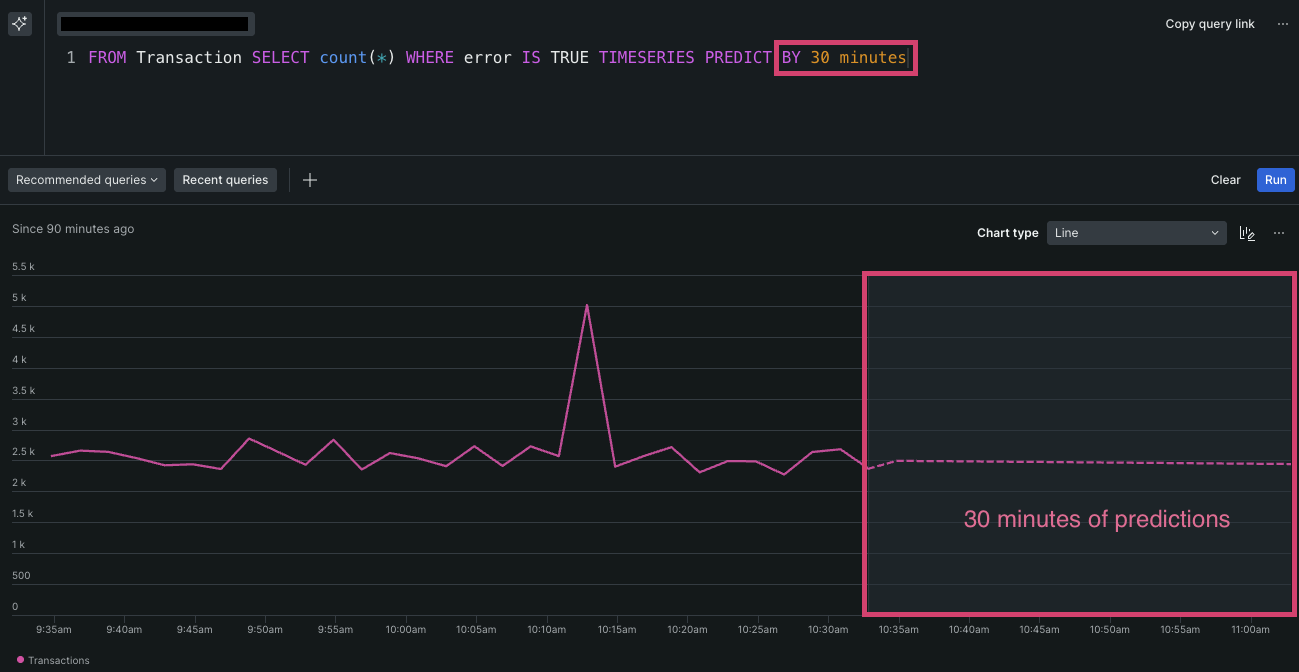 Copy query link
1 FROM Transaction SELECT count(*) WHERE error IS TRUE TIMESERIES PREDICT BY 30 minutes
Recommended queries
Recent queries
Clear
Run
Since 90 minutes ago
Chart type
Line
5.5 k
5 k
4.5 k
4 k
3.5 k
3 k
2.5 k
2 k
1.5 k
1 k
500
0
30 minutes of predictions
9:35am 9:40am 9:45am 9:50am 9:55am 10:00am 10:05am 10:10am 10:15am 10:20am 10:25am 10:30am 10:35am 10:40am 10:45am 10:50am 10:55am 11:00am
Transactions